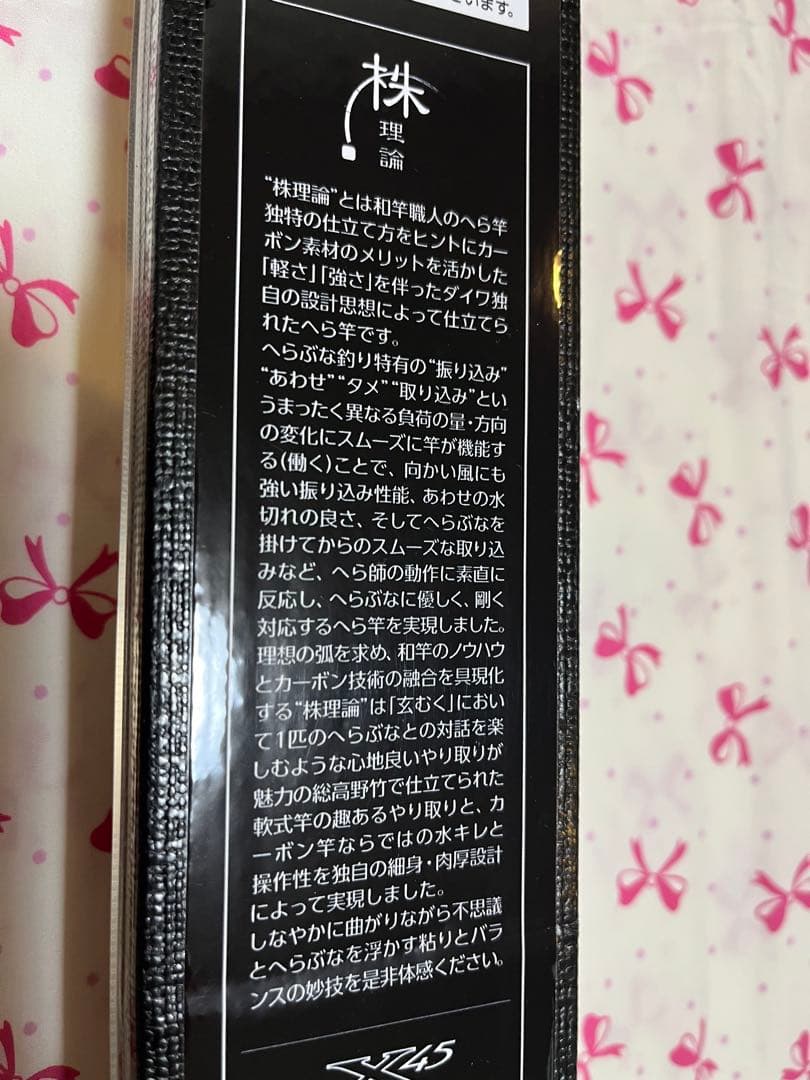 います。
株
理
論
“株理論”とは和竿職人のへら竿
独特の仕立て方をヒントにカー
ボン素材のメリットを活かした
「軽さ」「強さ」を伴ったダイワ独
自の設計思想によって仕立てら
れたへら竿です。
へらぶな釣り特有の“振り込み”
“あわせ”“タメ”“取り込み”とい
うまったく異なる負荷の量・方向
の変化にスムーズに竿が機能す
る(働く)ことで、向かい風にも
強い振り込み性能、あわせの水
切れの良さ、そしてへらぶなを
掛けてからのスムーズな取り込
みなど、へら師の動作に素直に
反応し、へらぶなに優しく、剛く
対応するへら竿を実現しました。
理想の弧を求め、和竿のノウハウ
とカーボン技術の融合を具現化
する“株理論”は「玄むく」におい
て1匹のへらぶなとの対話を楽
しむような心地良いやり取りが
魅力の総高野竹で仕立てられた
軟式竿の趣あるやり取りと、カ
ーボン竿ならではの水キレと
操作性を独自の細身・肉厚設計
によって実現しました。
しなやかに曲がりながら不思議
とへらぶなを浮かす粘りとバラ
ンスの妙技を是非体感ください。
X45